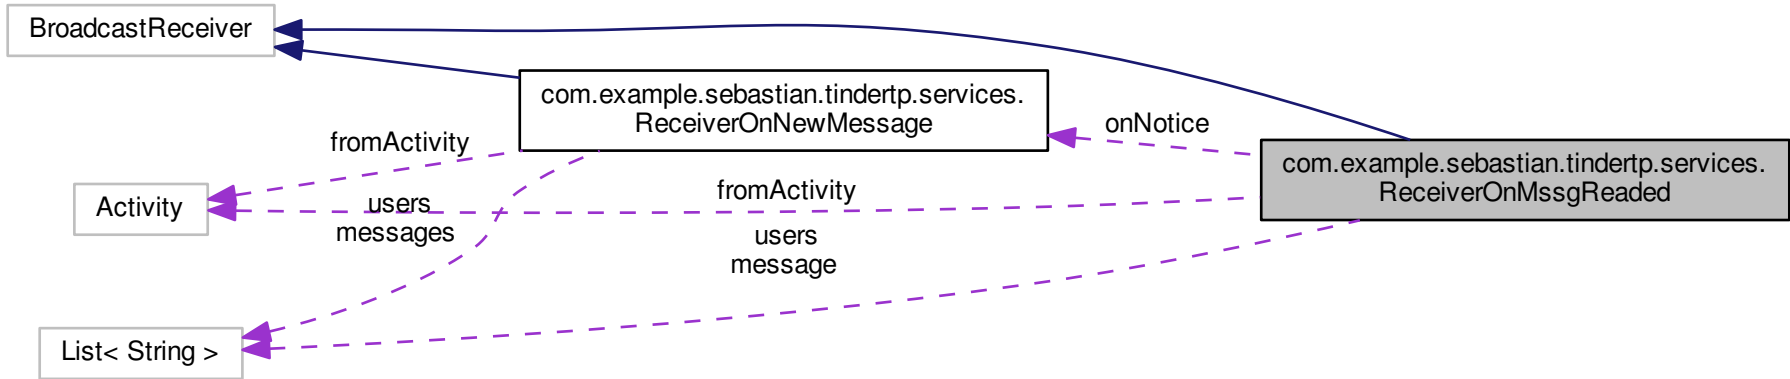 BroadcastReceiver
com.example.sebastian.tindertp.services.
ReceiverOnNewMessage
onNotice
fromActivity
com.example.sebastian.tindertp.services.
ReceiverOnMssgReaded
Activity
users
messages
fromActivity
users
message
List< String >